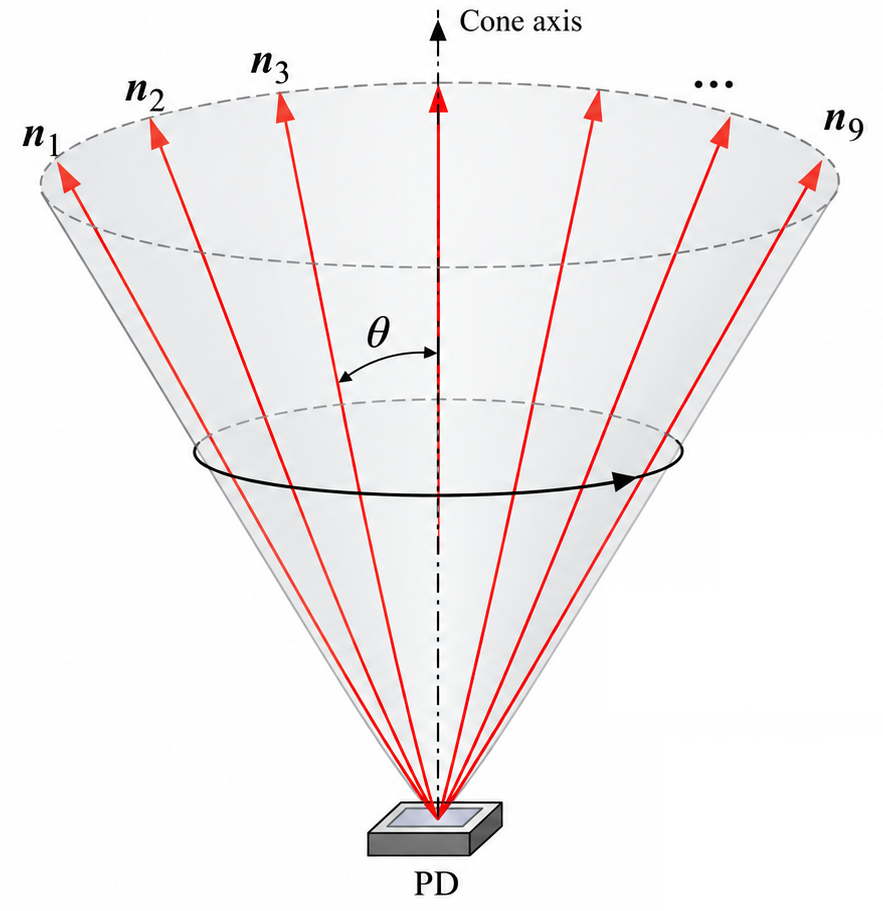 Cone axis
n3
...
n2
n9
n1
θ
PD